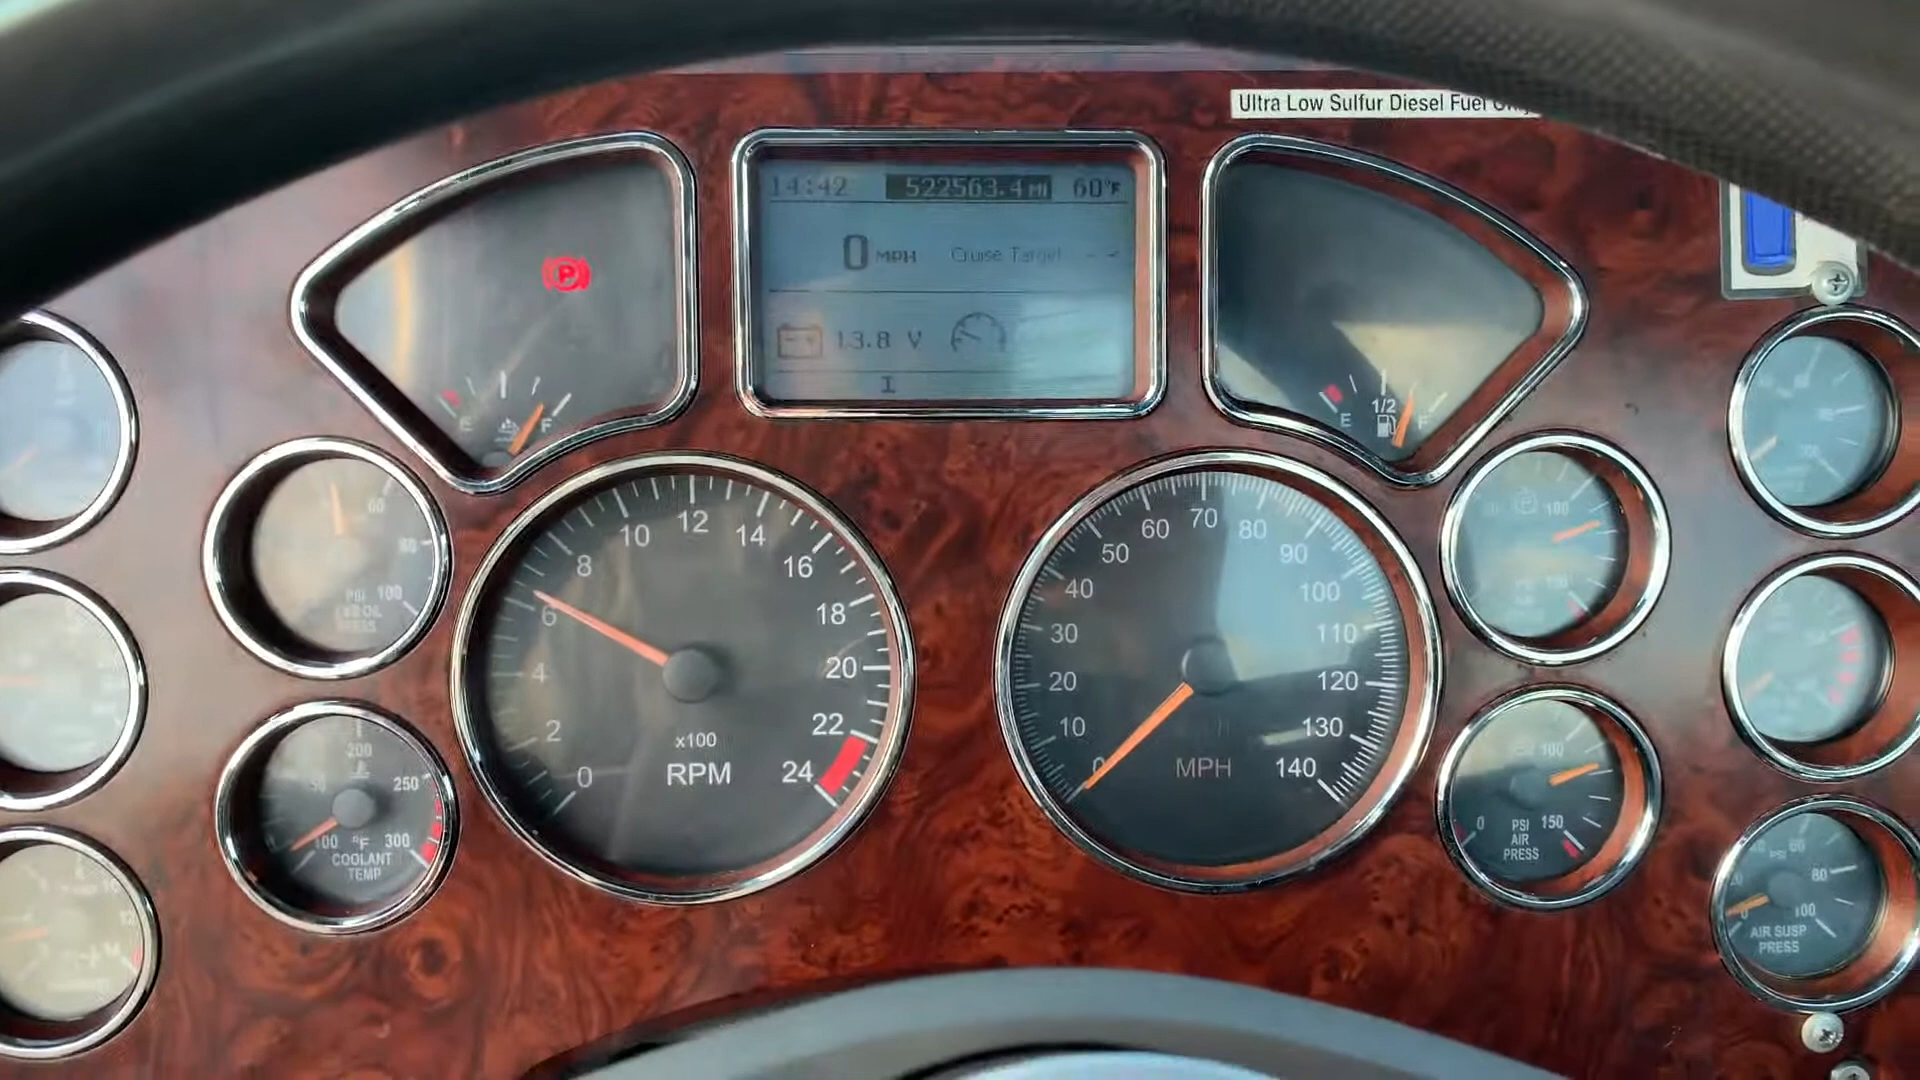 Ultra Low Sulfur Diesel Fuel
14:42 522563.4 MI 60°F
0 MPH Cruise Target - -
13.8 V
I
E F
E 1/2 F
0 2 4 6 8 10 12 14 16 18 20 22 24
x100
RPM
0 10 20 30 40 50 60 70 80 90 100 110 120 130 140
MPH
60
80
PSI 100
200
250
100 °F 300
COOLANT
TEMP
100
100
0 PSI 150
AIR
PRESS
60
80
0 100
AIR SUSP
PRESS